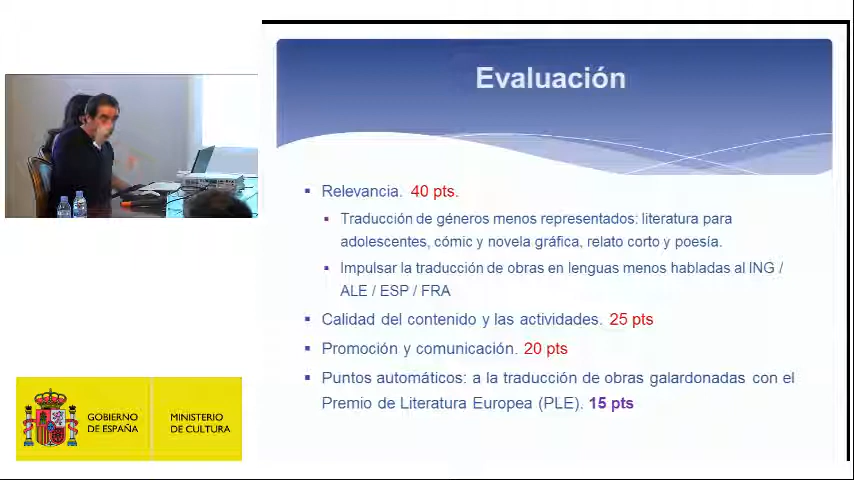 Evaluación
Relevancia. 40 pts.
Traducción de géneros menos representados: literatura para
adolescentes, cómic y novela gráfica, relato corto y poesía.
Impulsar la traducción de obras en lenguas menos habladas al ING /
ALE / ESP / FRA
Calidad del contenido y las actividades. 25 pts
Promoción y comunicación. 20 pts
Puntos automáticos: a la traducción de obras galardonadas con el
Premio de Literatura Europea (PLE). 15 pts
GOBIERNO
DE ESPAÑA
MINISTERIO
DE CULTURA